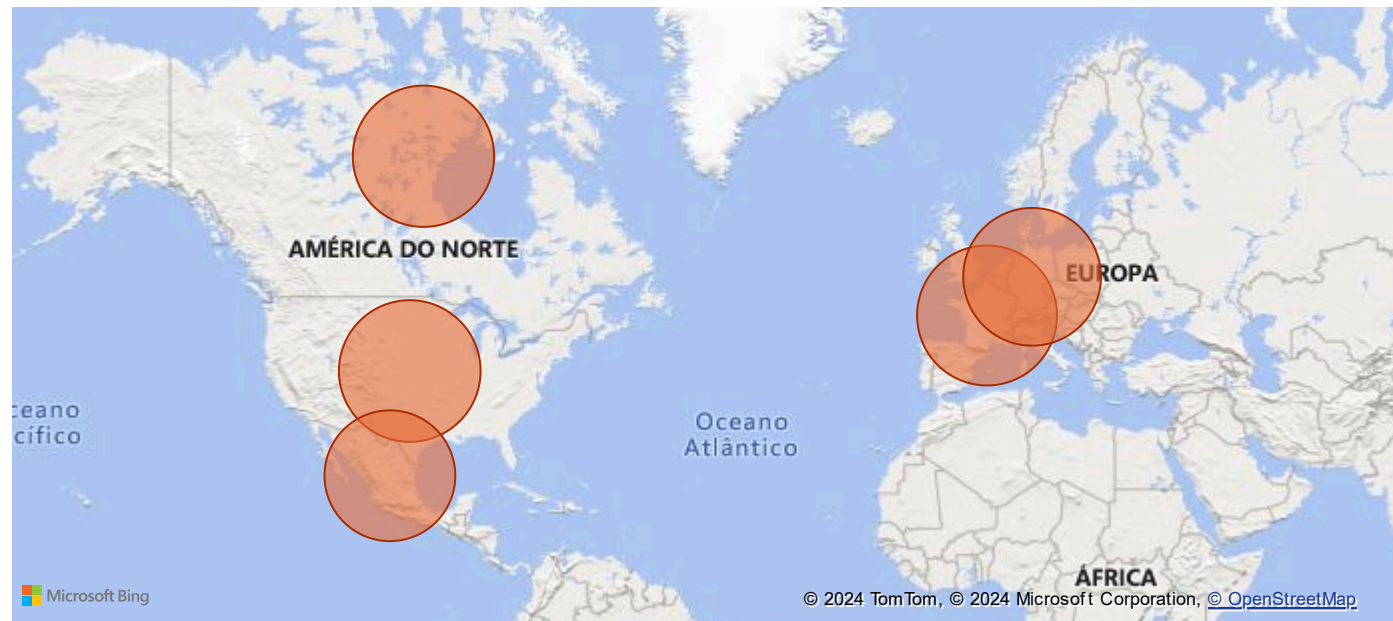 AMÉRICA DO NORTE
EUROPA
ceano
cífico
Oceano
Atlântico
ÁFRICA
Microsoft Bing
© 2024 TomTom, © 2024 Microsoft Corporation, © OpenStreetMap